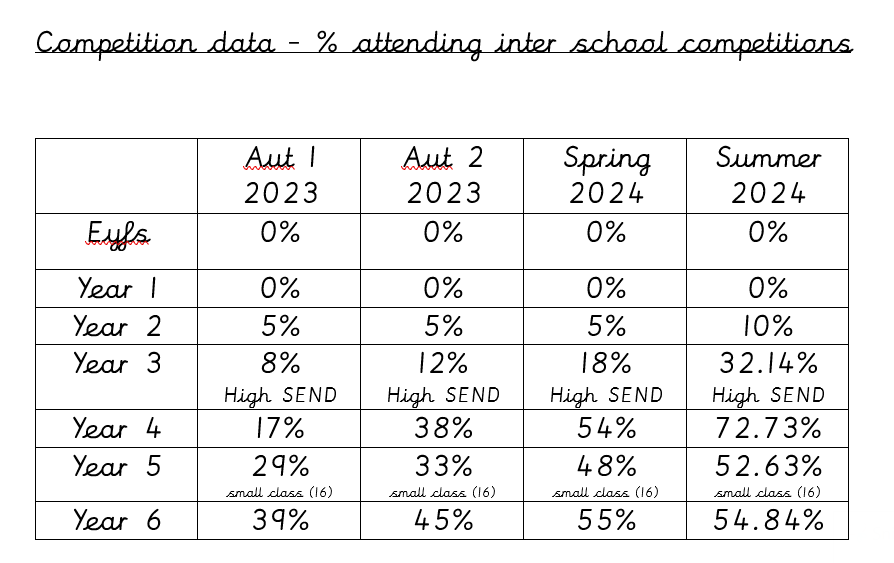 Competition data - % attending inter school competitions
Aut 1 Aut 2 Spring Summer
2023 2023 2024 2024
Eyfs 0% 0% 0% 0%
Year 1 0% 0% 0% 0%
Year 2 5% 5% 5% 10%
Year 3 8% 12% 18% 32.14%
High SEND High SEND High SEND High SEND
Year 4 17% 38% 54% 72.73%
Year 5 29% 33% 48% 52.63%
small class (16) small class (16) small class (16) small class (16)
Year 6 39% 45% 55% 54.84%